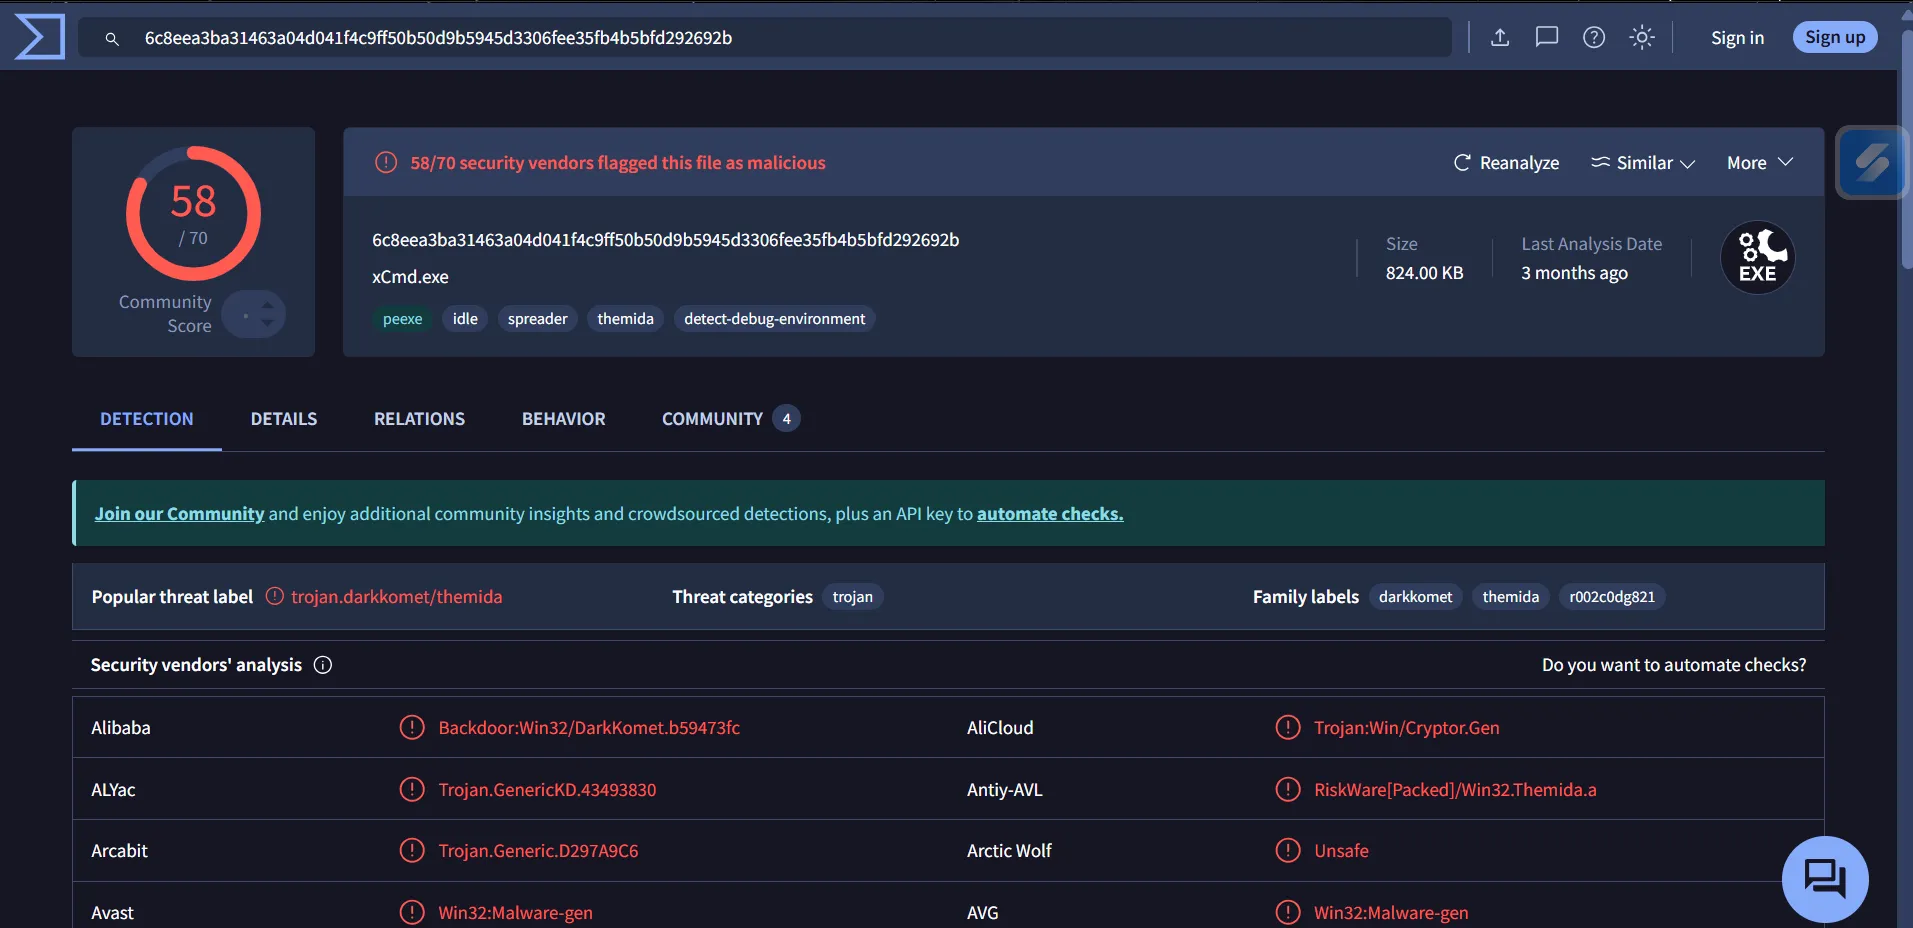 6c8eea3ba31463a04d041f4c9ff50b50d9b5945d3306fee35fb4b5bfd292692b
Sign in
Sign up
58
/ 70
Community
Score
58/70 security vendors flagged this file as malicious
Reanalyze
Similar
More
6c8eea3ba31463a04d041f4c9ff50b50d9b5945d3306fee35fb4b5bfd292692b
xCmd.exe
peexe
idle
spreader
themida
detect-debug-environment
Size
824.00 KB
Last Analysis Date
3 months ago
EXE
DETECTION
DETAILS
RELATIONS
BEHAVIOR
COMMUNITY
4
Join our Community and enjoy additional community insights and crowdsourced detections, plus an API key to automate checks.
Popular threat label
trojan.darkkomet/themida
Threat categories
trojan
Family labels
darkkomet
themida
r002c0dg821
Security vendors' analysis
Do you want to automate checks?
Alibaba
Backdoor:Win32/DarkKomet.b59473fc
AliCloud
Trojan:Win/Cryptor.Gen
ALYac
Trojan.GenericKD.43493830
Antiy-AVL
RiskWare[Packed]/Win32.Themida.a
Arcabit
Trojan.Generic.D297A9C6
Arctic Wolf
Unsafe
Avast
Win32:Malware-gen
AVG
Win32:Malware-gen